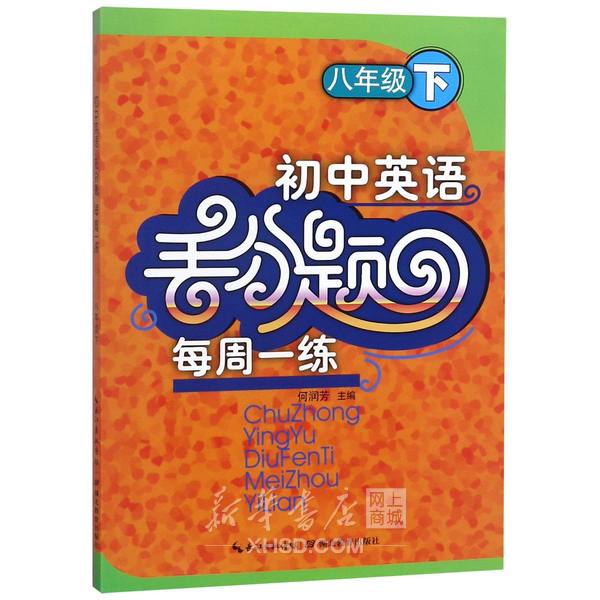 八年级 下
初中英语
丢分题
每周一练
何润芳 主编
ChuZhong
YingYu
DiuFenTi
MeiZhou
YiLian
新华书店 网上商城
XHSD.COM